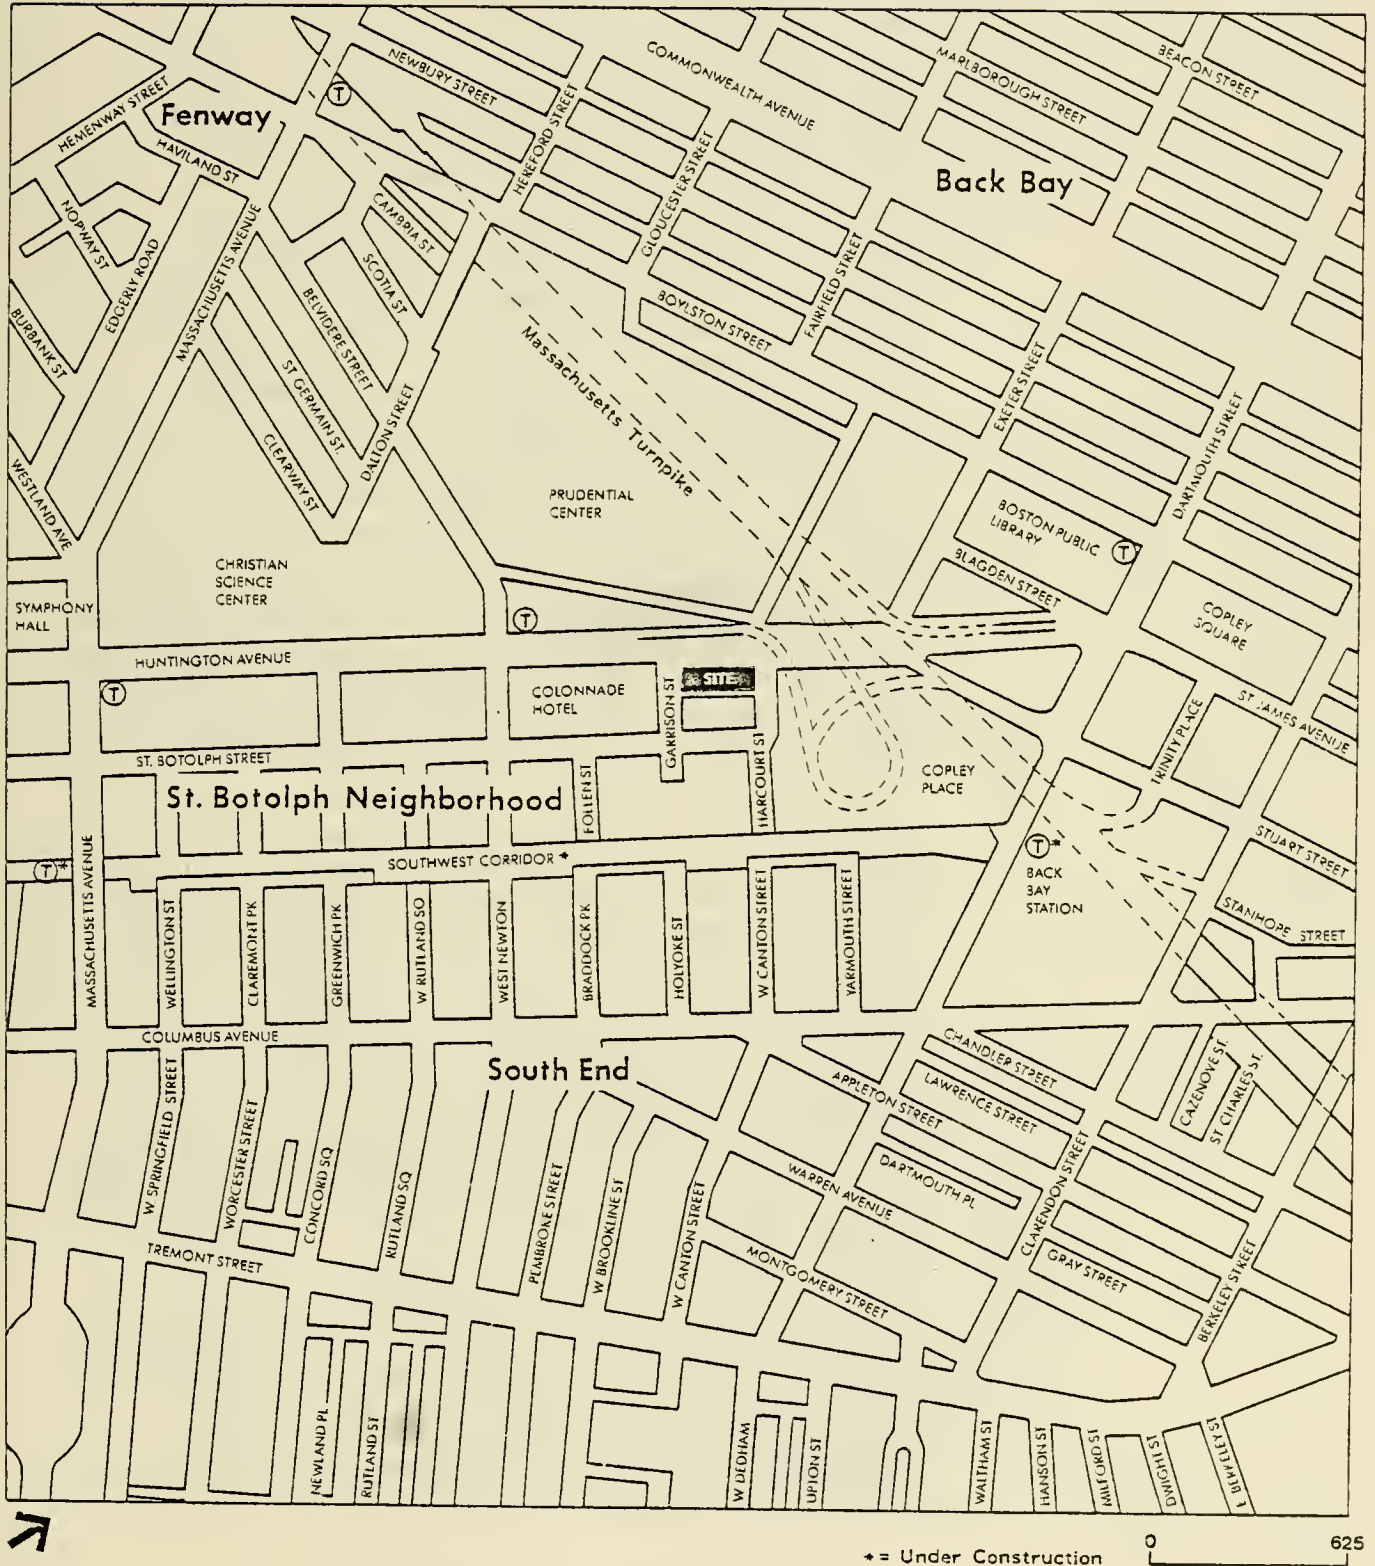 NEWBURY STREET
COMMONWEALTH AVENUE
MARLBOROUGH STREET
BEACON STREET
HEMENWAY STREET
Fenway
T
HAVILAND ST
HEREFORD STREET
GLOUCESTER STREET
Back Bay
NORWAY ST
EDGERLY ROAD
MASSACHUSETTS AVENUE
CAMBRIA ST
SCOTIA ST
BELVIDERE STREET
FAIRFIELD STREET
BOYLSTON STREET
BURBANK ST
ST GERMAIN ST.
CLEARWAY ST
DALTON STREET
Massachusetts Turnpike
EXETER STREET
DARTMOUTH STREET
WESTLAND AVE
PRUDENTIAL
CENTER
BOSTON PUBLIC
LIBRARY
T
BLAGDEN STREET
CHRISTIAN
SCIENCE
CENTER
SYMPHONY
HALL
T
COPLEY
SQUARE
HUNTINGTON AVENUE
T
COLONNADE
HOTEL
GARRISON ST
SITE
ST JAMES AVENUE
TRINITY PLACE
ST. BOTOLPH STREET
St. Botolph Neighborhood
FOLLEN ST
HARCOURT ST
COPLEY
PLACE
STUART STREET
MASSACHUSETTS AVENUE
T*
SOUTHWEST CORRIDOR *
T*
BACK
BAY
STATION
STANHOPE STREET
WELLINGTON ST
CLAREMONT PK
GREENWICH PK
W RUTLAND SQ
WEST NEWTON
BRADDOCK PK
HOLYOKE ST
W CANTON STREET
YARMOUTH STREET
COLUMBUS AVENUE
South End
CHANDLER STREET
LAWRENCE STREET
APPLETON STREET
CAZENOVE ST.
ST CHARLES ST.
W SPRINGFIELD STREET
WORCESTER STREET
CONCORD SQ
RUTLAND SQ
PEMBROKE STREET
W BROOKLINE ST
W CANTON STREET
WARREN AVENUE
DARTMOUTH PL
CLARENDON STREET
TREMONT STREET
MONTGOMERY STREET
GRAY STREET
BERKELEY STREET
NEWLAND PL
RUTLAND ST
W DEDHAM
UPTON ST
WALTHAM ST
HANSON ST
MILFORD ST
DWIGHT ST
E BERKELEY ST
* = Under Construction
0 625